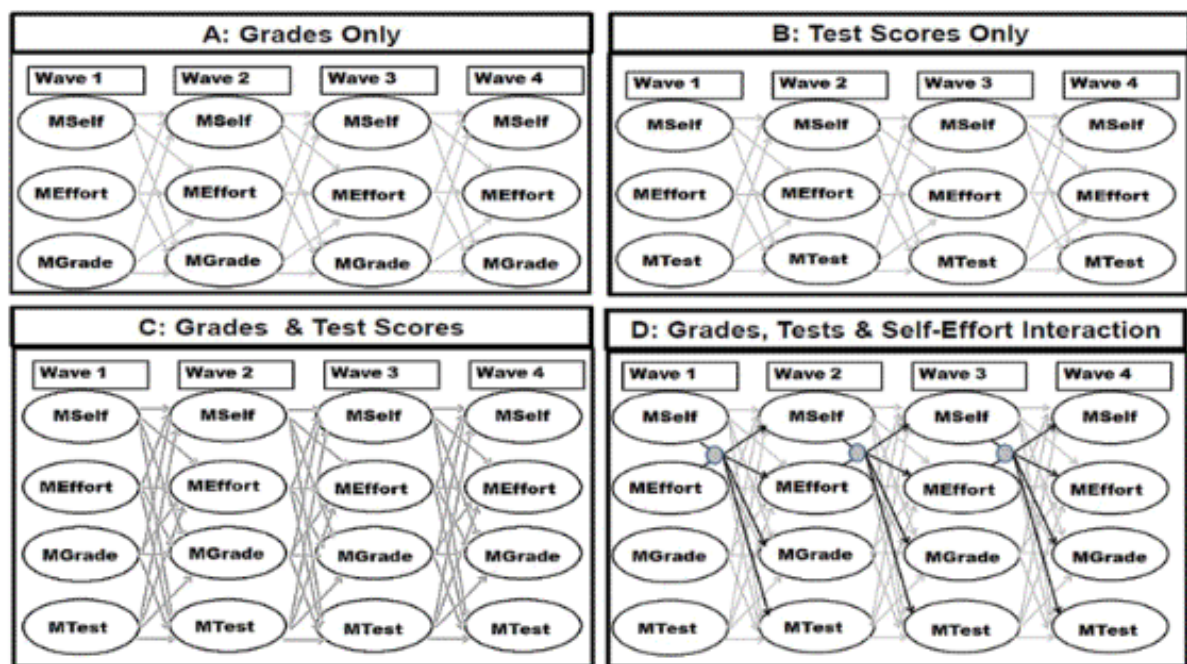 A: Grades Only
Wave 1 Wave 2 Wave 3 Wave 4
MSelf MSelf MSelf MSelf
MEffort MEffort MEffort MEffort
MGrade MGrade MGrade MGrade
B: Test Scores Only
Wave 1 Wave 2 Wave 3 Wave 4
MSelf MSelf MSelf MSelf
MEffort MEffort MEffort MEffort
MTest MTest MTest MTest
C: Grades & Test Scores
Wave 1 Wave 2 Wave 3 Wave 4
MSelf MSelf MSelf MSelf
MEffort MEffort MEffort MEffort
MGrade MGrade MGrade MGrade
MTest MTest MTest MTest
D: Grades, Tests & Self-Effort Interaction
Wave 1 Wave 2 Wave 3 Wave 4
MSelf MSelf MSelf MSelf
MEffort MEffort MEffort MEffort
MGrade MGrade MGrade MGrade
MTest MTest MTest MTest